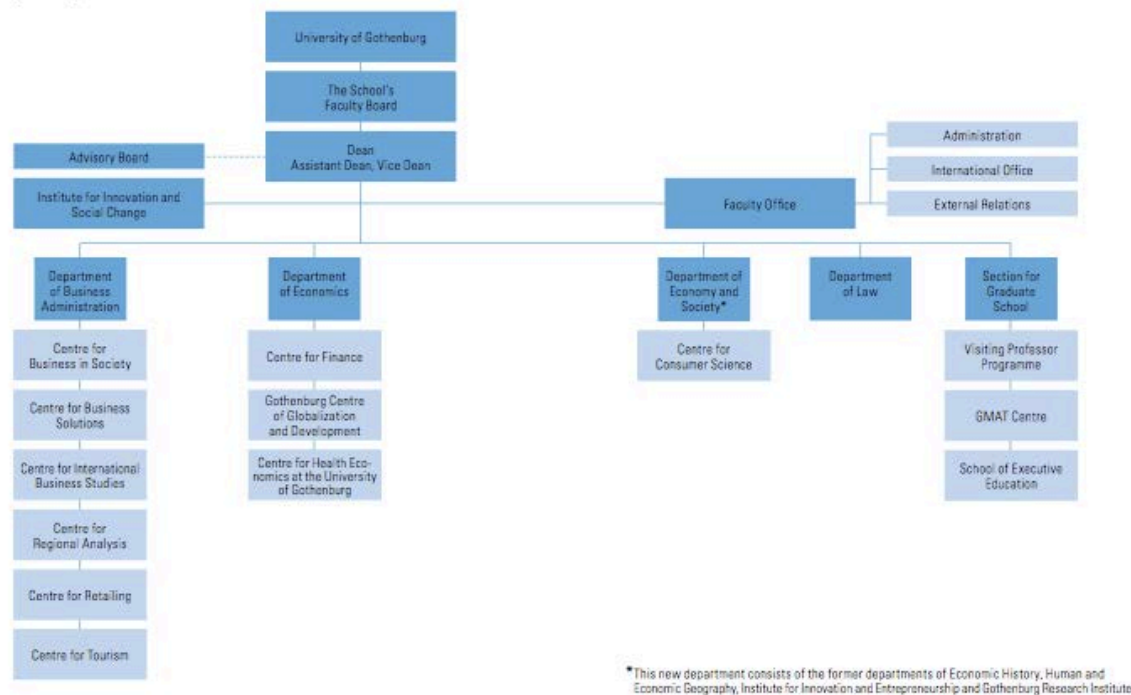 University of Gothenburg
The School's
Faculty Board
Dean
Assistant Dean, Vice Dean
Advisory Board
Institute for Innovation and
Social Change
Faculty Office
Administration
International Office
External Relations
Department
of Business
Administration
Centre for
Business in Society
Centre for Business
Solutions
Centre for International
Business Studies
Centre for
Regional Analysis
Centre for Retailing
Centre for Tourism
Department
of Economics
Centre for Finance
Gothenburg Centre
of Globalization
and Development
Centre for Health Eco-
nomics at the University
of Gothenburg
Department of
Economy and
Society*
Centre for
Consumer Science
Department
of Law
Section for
Graduate
School
Visiting Professor
Programme
GMAT Centre
School of Executive
Education
*This new department consists of the former departments of Economic History, Human and
Economic Geography, Institute for Innovation and Entrepreneurship and Gothenburg Research Institute